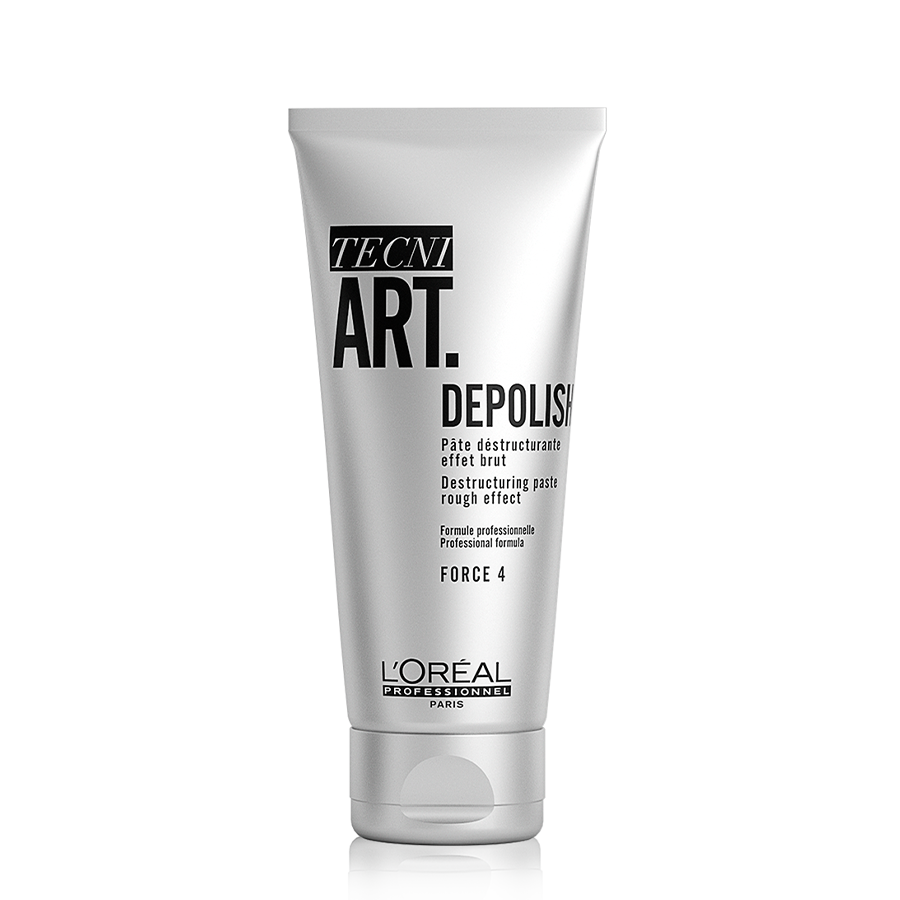 TECNI
ART.
DEPOLISH
Pâte déstructurante
effet brut
Destructuring paste
rough effect
Formule professionnelle
Professional formula
FORCE 4
L'ORÉAL
PROFESSIONNEL
PARIS